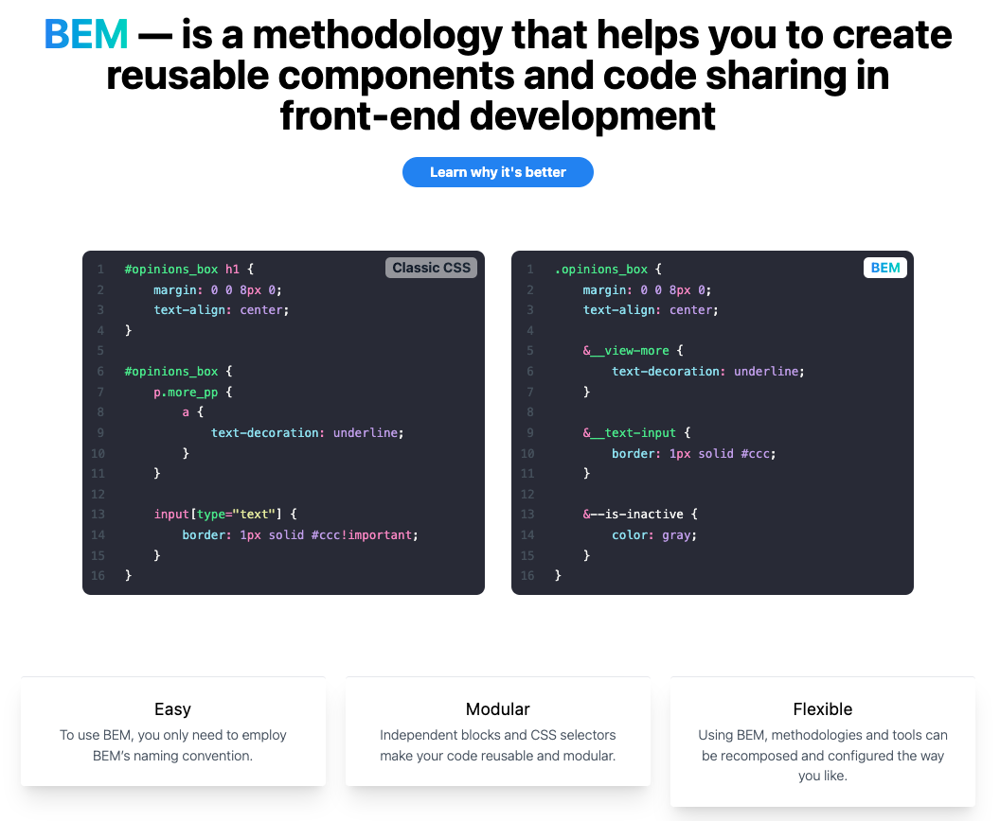 BEM — is a methodology that helps you to create
reusable components and code sharing in
front-end development
Learn why it's better
Classic CSS
1 #opinions_box h1 {
2     margin: 0 0 8px 0;
3     text-align: center;
4 }
5
6 #opinions_box {
7     p.more_pp {
8         a {
9             text-decoration: underline;
10         }
11     }
12
13     input[type="text"] {
14         border: 1px solid #ccc!important;
15     }
16 }
BEM
1 .opinions_box {
2     margin: 0 0 8px 0;
3     text-align: center;
4
5     &__view-more {
6         text-decoration: underline;
7     }
8
9     &__text-input {
10         border: 1px solid #ccc;
11     }
12
13     &--is-inactive {
14         color: gray;
15     }
16 }
Easy
To use BEM, you only need to employ
BEM’s naming convention.
Modular
Independent blocks and CSS selectors
make your code reusable and modular.
Flexible
Using BEM, methodologies and tools can
be recomposed and configured the way
you like.